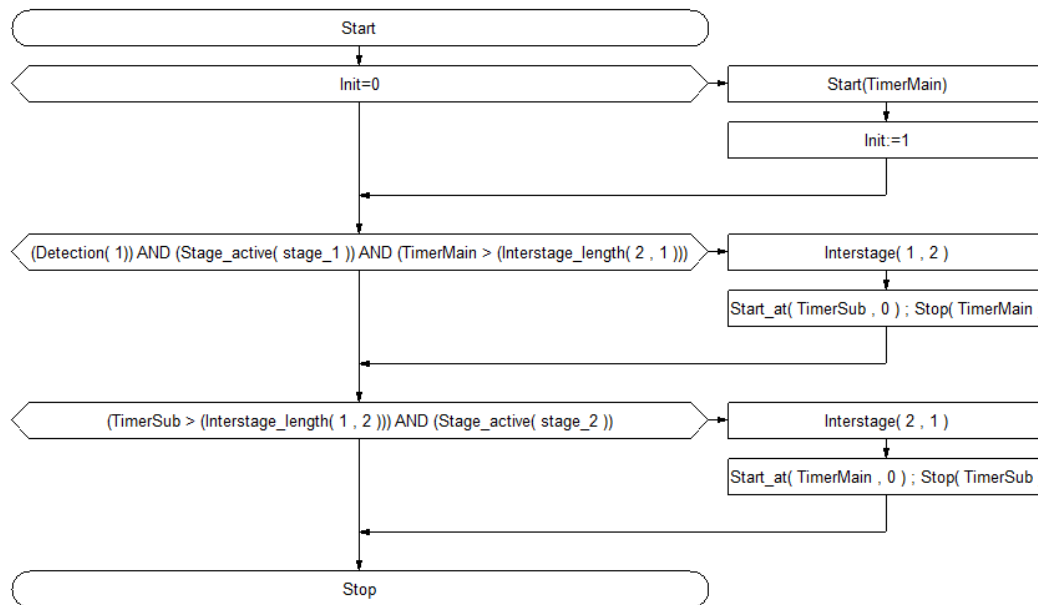 Start
Init=0
Start(TimerMain)
Init:=1
(Detection( 1)) AND (Stage_active( stage_1 )) AND (TimerMain > (Interstage_length( 2 , 1 )))
Interstage( 1 , 2 )
Start_at( TimerSub , 0 ) ; Stop( TimerMain
(TimerSub > (Interstage_length( 1 , 2 ))) AND (Stage_active( stage_2 ))
Interstage( 2 , 1 )
Start_at( TimerMain , 0 ) ; Stop( TimerSub
Stop